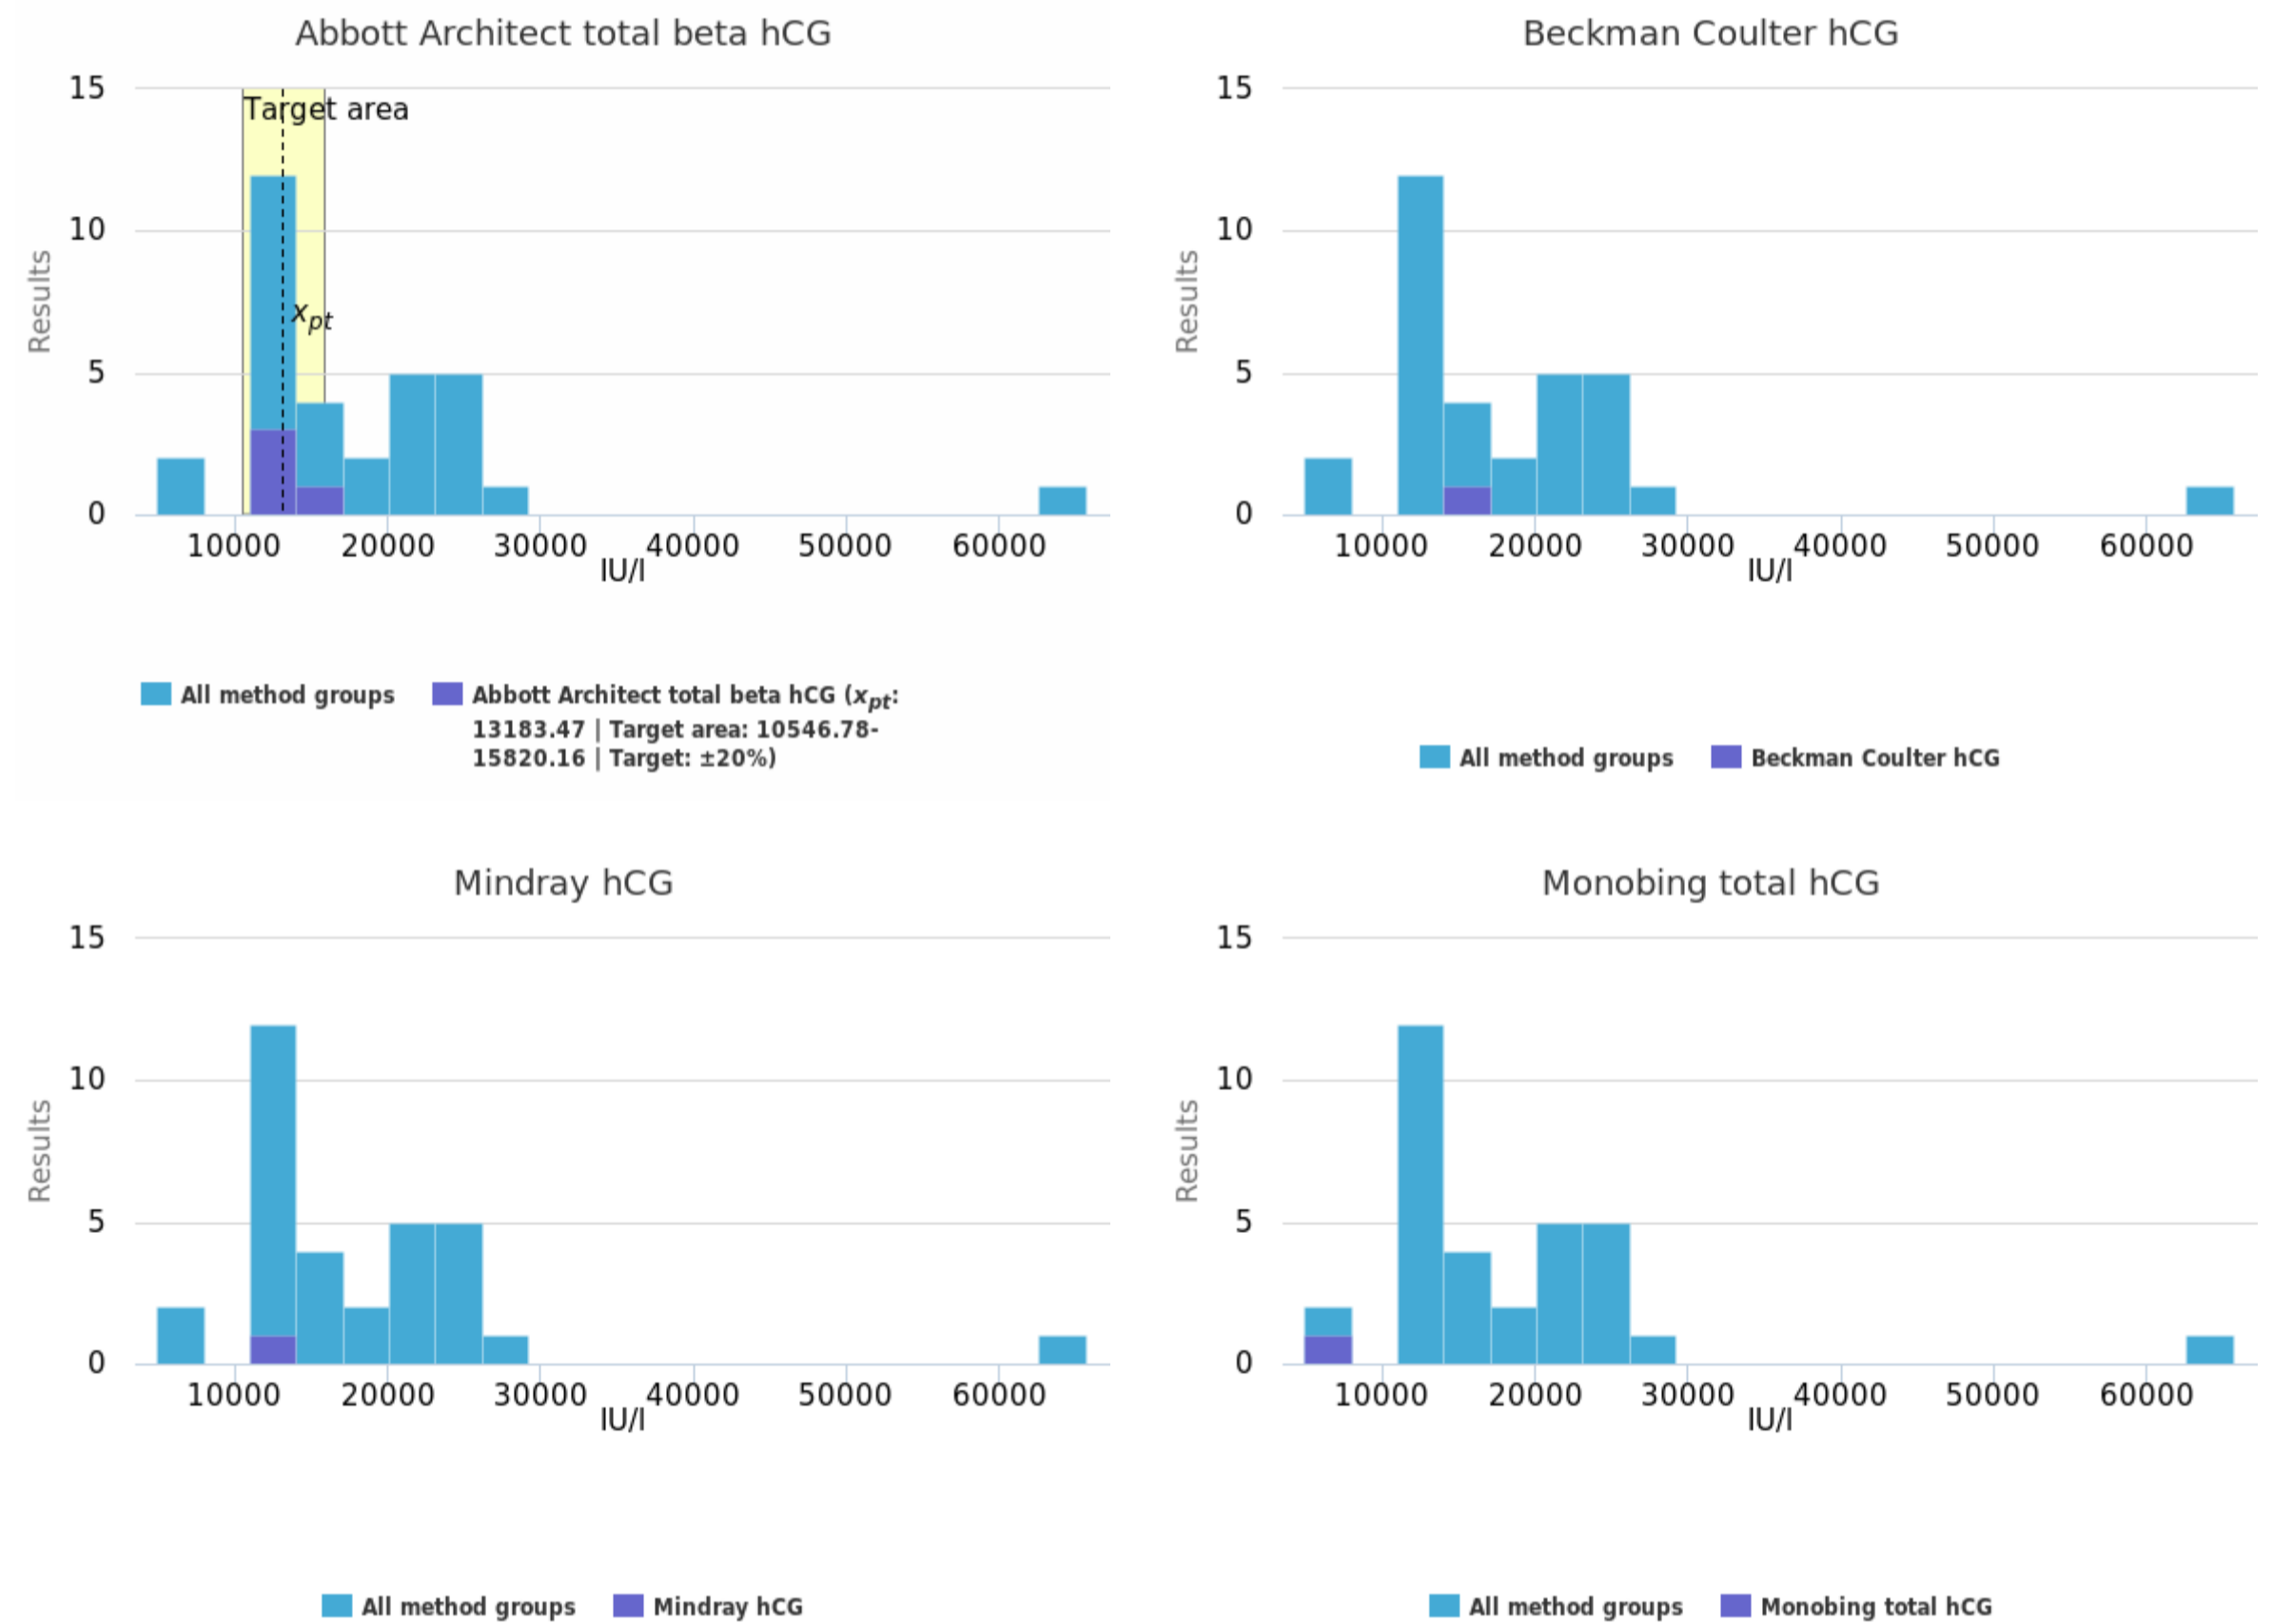 Abbott Architect total beta hCG
15
Target area
10
x_pt
5
0
Results
10000 20000 30000 40000 50000 60000
IU/l
All method groups
Abbott Architect total beta hCG (x_pt:
13183.47 | Target area: 10546.78-
15820.16 | Target: ±20%)
Beckman Coulter hCG
15
10
5
0
Results
10000 20000 30000 40000 50000 60000
IU/l
All method groups Beckman Coulter hCG
Mindray hCG
15
10
5
0
Results
10000 20000 30000 40000 50000 60000
IU/l
All method groups Mindray hCG
Monobing total hCG
15
10
5
0
Results
10000 20000 30000 40000 50000 60000
IU/l
All method groups Monobing total hCG